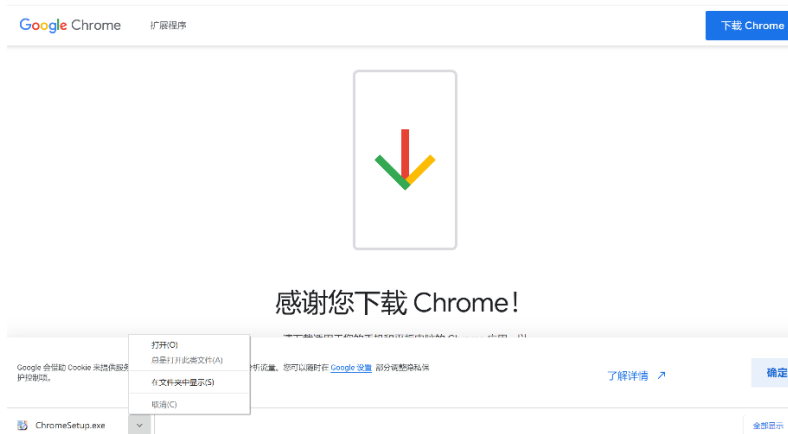 Google Chrome
扩展程序
下载 Chrome
感谢您下载 Chrome！
打开(O)
总是打开此类文件(A)
在文件夹中显示(S)
取消(C)
Google 会借助 Cookie 来提供服务
析流量。您可以随时在 Google 设置 部分调整隐私保
护控制项。
了解详情
确定
ChromeSetup.exe
全部显示